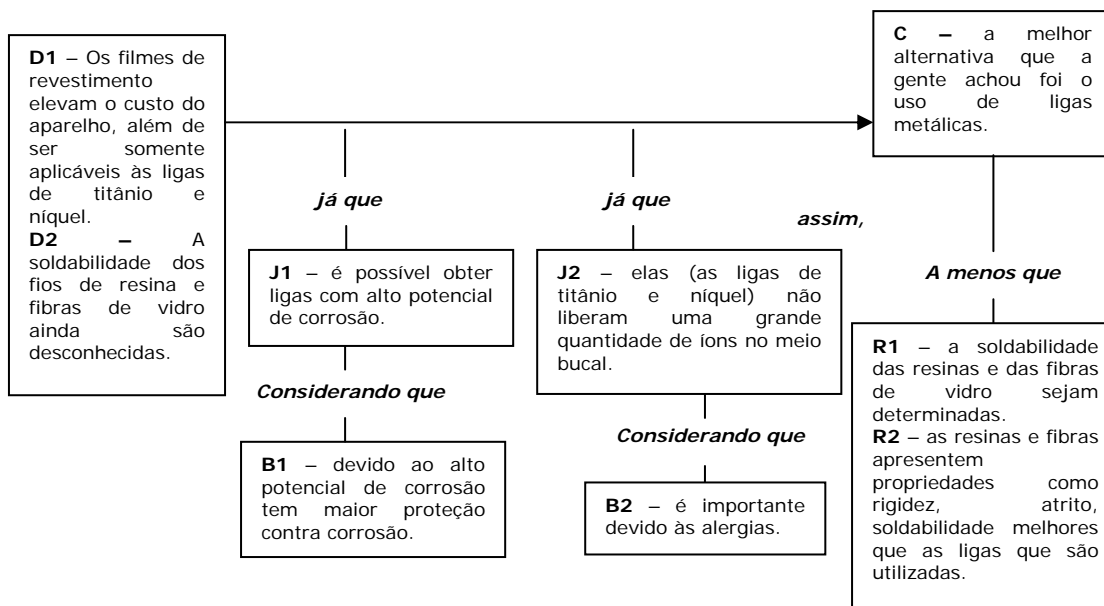 D1 – Os filmes de
revestimento
elevam o custo do
aparelho, além de
ser somente
aplicáveis às ligas
de titânio e
níquel.
D2 – A
soldabilidade dos
fios de resina e
fibras de vidro
ainda são
desconhecidas.
C – a melhor
alternativa que a
gente achou foi o
uso de ligas
metálicas.
já que
já que
assim,
J1 – é possível obter
ligas com alto potencial
de corrosão.
J2 – elas (as ligas de
titânio e níquel) não
liberam uma grande
quantidade de íons no meio
bucal.
A menos que
Considerando que
Considerando que
B1 – devido ao alto
potencial de corrosão
tem maior proteção
contra corrosão.
B2 – é importante
devido às alergias.
R1 – a soldabilidade
das resinas e das fibras
de vidro sejam
determinadas.
R2 – as resinas e fibras
apresentem
propriedades como
rigidez, atrito,
soldabilidade melhores
que as ligas que são
utilizadas.